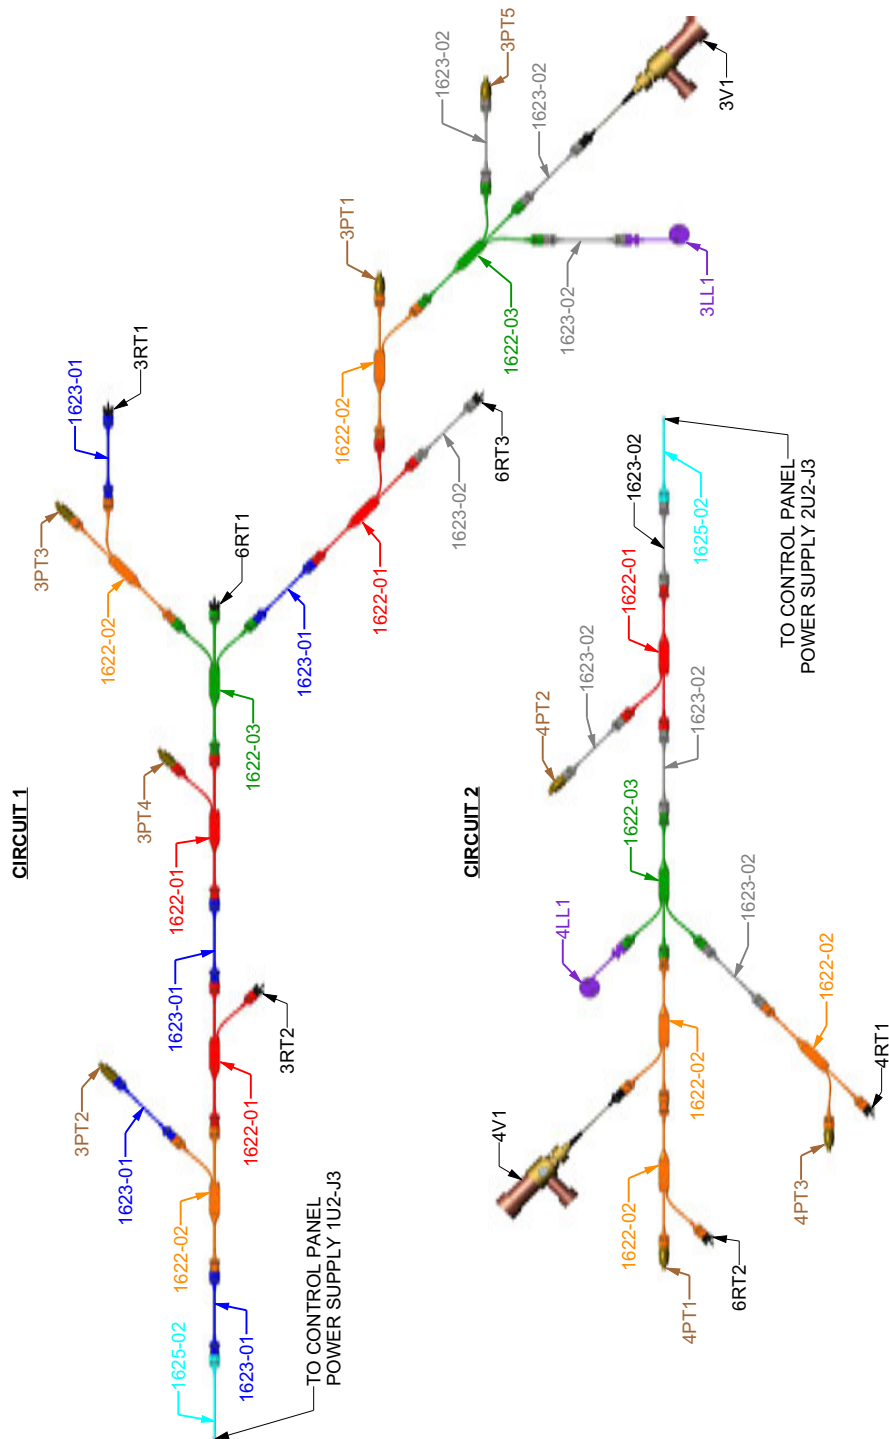 CIRCUIT 1
TO CONTROL PANEL
POWER SUPPLY 1U2-J3
1625-02
1623-01
1622-02
1623-01
3PT2
1622-01
3RT2
1623-01
1622-01
3PT4
1622-03
6RT1
1622-02
3PT3
1623-01
3RT1
1623-01
1622-01
1623-02
6RT3
1622-02
3PT1
1622-03
1623-02
3PT5
1623-02
3V1
1623-02
3LL1
CIRCUIT 2
4PT1
6RT2
1622-02
4V1
1622-02
4LL1
1622-03
1623-02
1622-02
4PT3
4RT1
1623-02
1622-01
1623-02
4PT2
1623-02
1625-02
TO CONTROL PANEL
POWER SUPPLY 2U2-J3